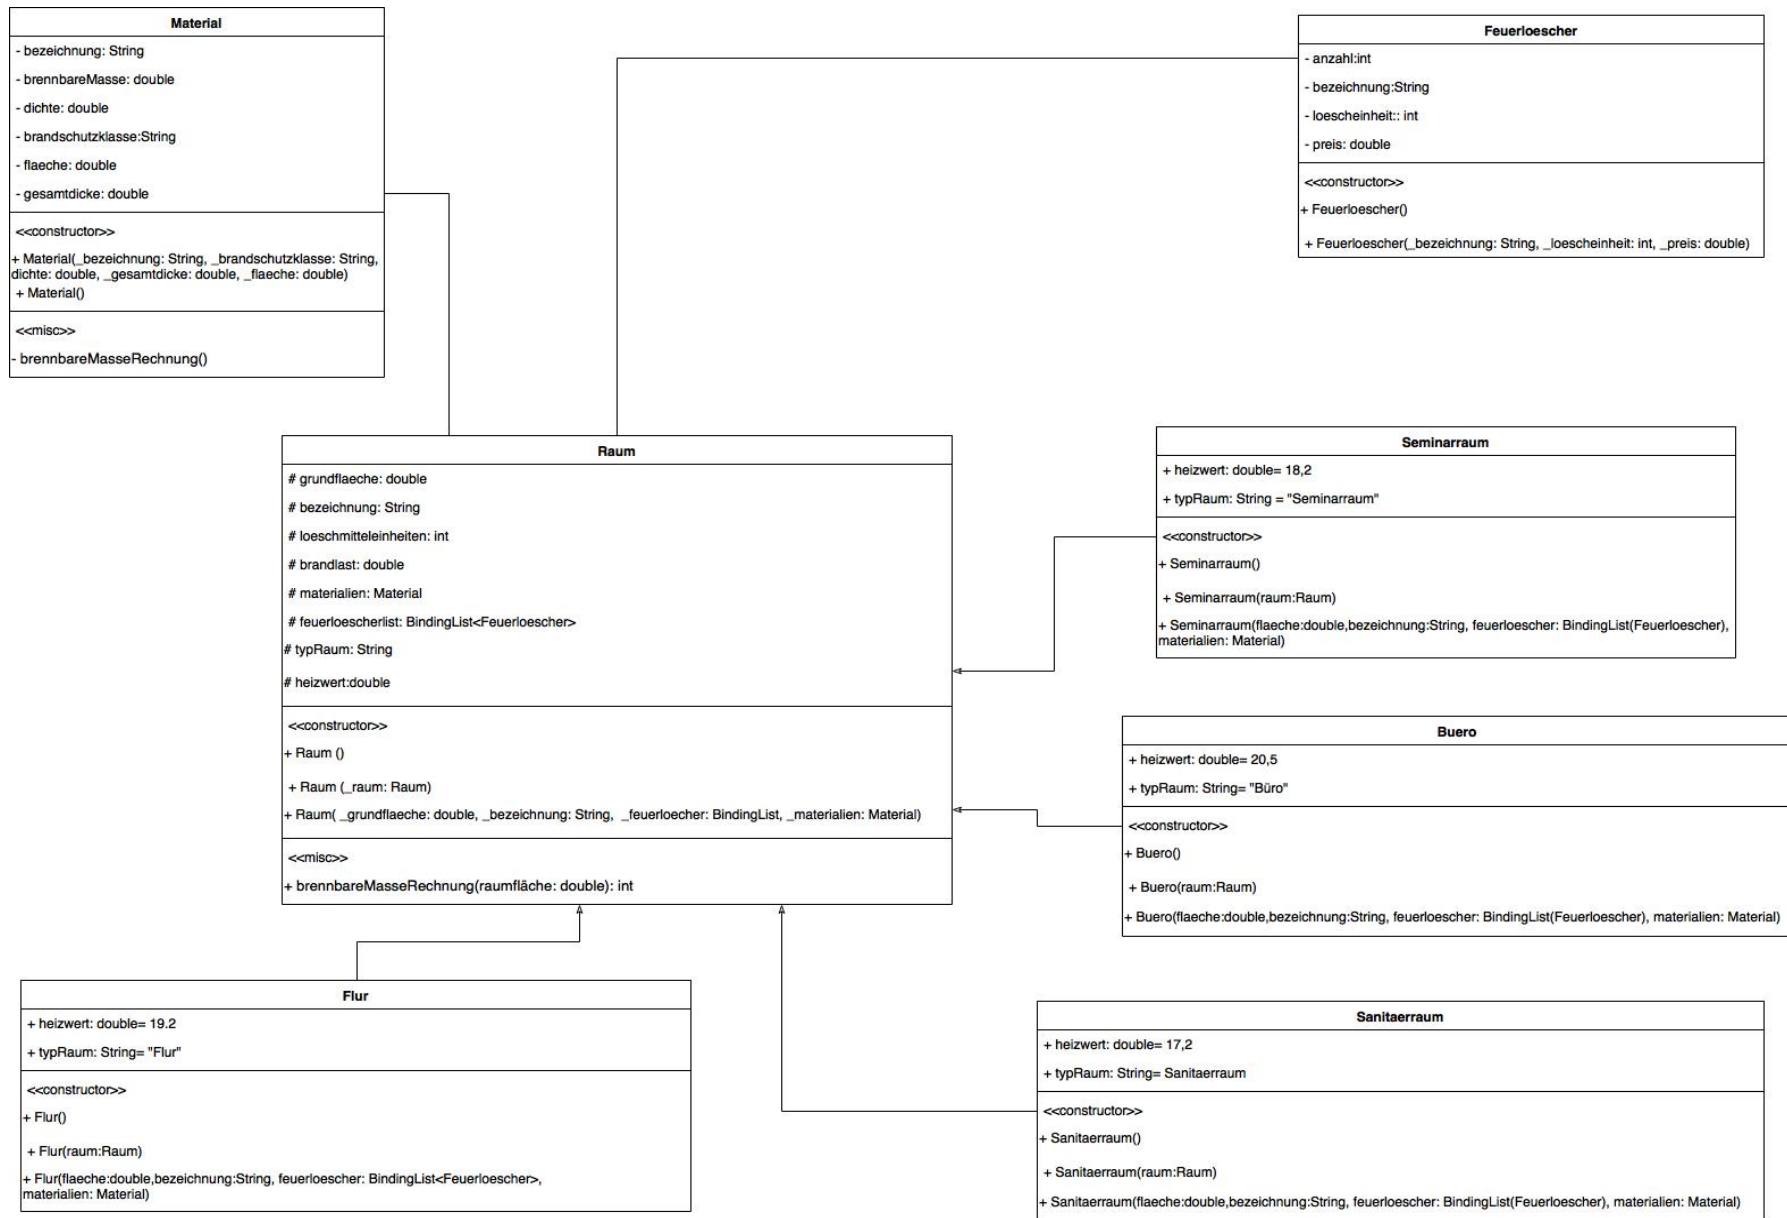 Material
- bezeichnung: String
- brennbareMasse: double
- dichte: double
- brandschutzklasse:String
- flaeche: double
- gesamtdicke: double
<<constructor>>
+ Material(_bezeichnung: String, _brandschutzklasse: String,
dichte: double, _gesamtdicke: double, _flaeche: double)
+ Material()
<<misc>>
- brennbareMasseRechnung()
Feuerloescher
- anzahl:int
- bezeichnung:String
- loescheinheit:: int
- preis: double
<<constructor>>
+ Feuerloescher()
+ Feuerloescher(_bezeichnung: String, _loescheinheit: int, _preis: double)
Raum
# grundflaeche: double
# bezeichnung: String
# loeschmitteleinheiten: int
# brandlast: double
# materialien: Material
# feuerloescherlist: BindingList<Feuerloescher>
# typRaum: String
# heizwert:double
<<constructor>>
+ Raum ()
+ Raum (_raum: Raum)
+ Raum( _grundflaeche: double, _bezeichnung: String, _feuerloecher: BindingList, _materialien: Material)
<<misc>>
+ brennbareMasseRechnung(raumfläche: double): int
Seminarraum
+ heizwert: double= 18,2
+ typRaum: String = "Seminarraum"
<<constructor>>
+ Seminarraum()
+ Seminarraum(raum:Raum)
+ Seminarraum(flaeche:double,bezeichnung:String, feuerloescher: BindingList(Feuerloescher),
materialien: Material)
Buero
+ heizwert: double= 20,5
+ typRaum: String= "Büro"
<<constructor>>
+ Buero()
+ Buero(raum:Raum)
+ Buero(flaeche:double,bezeichnung:String, feuerloescher: BindingList(Feuerloescher), materialien: Material)
Flur
+ heizwert: double= 19.2
+ typRaum: String= "Flur"
<<constructor>>
+ Flur()
+ Flur(raum:Raum)
+ Flur(flaeche:double,bezeichnung:String, feuerloescher: BindingList<Feuerloescher>,
materialien: Material)
Sanitaerraum
+ heizwert: double= 17,2
+ typRaum: String= Sanitaerraum
<<constructor>>
+ Sanitaerraum()
+ Sanitaerraum(raum:Raum)
+ Sanitaerraum(flaeche:double,bezeichnung:String, feuerloescher: BindingList(Feuerloescher), materialien: Material)